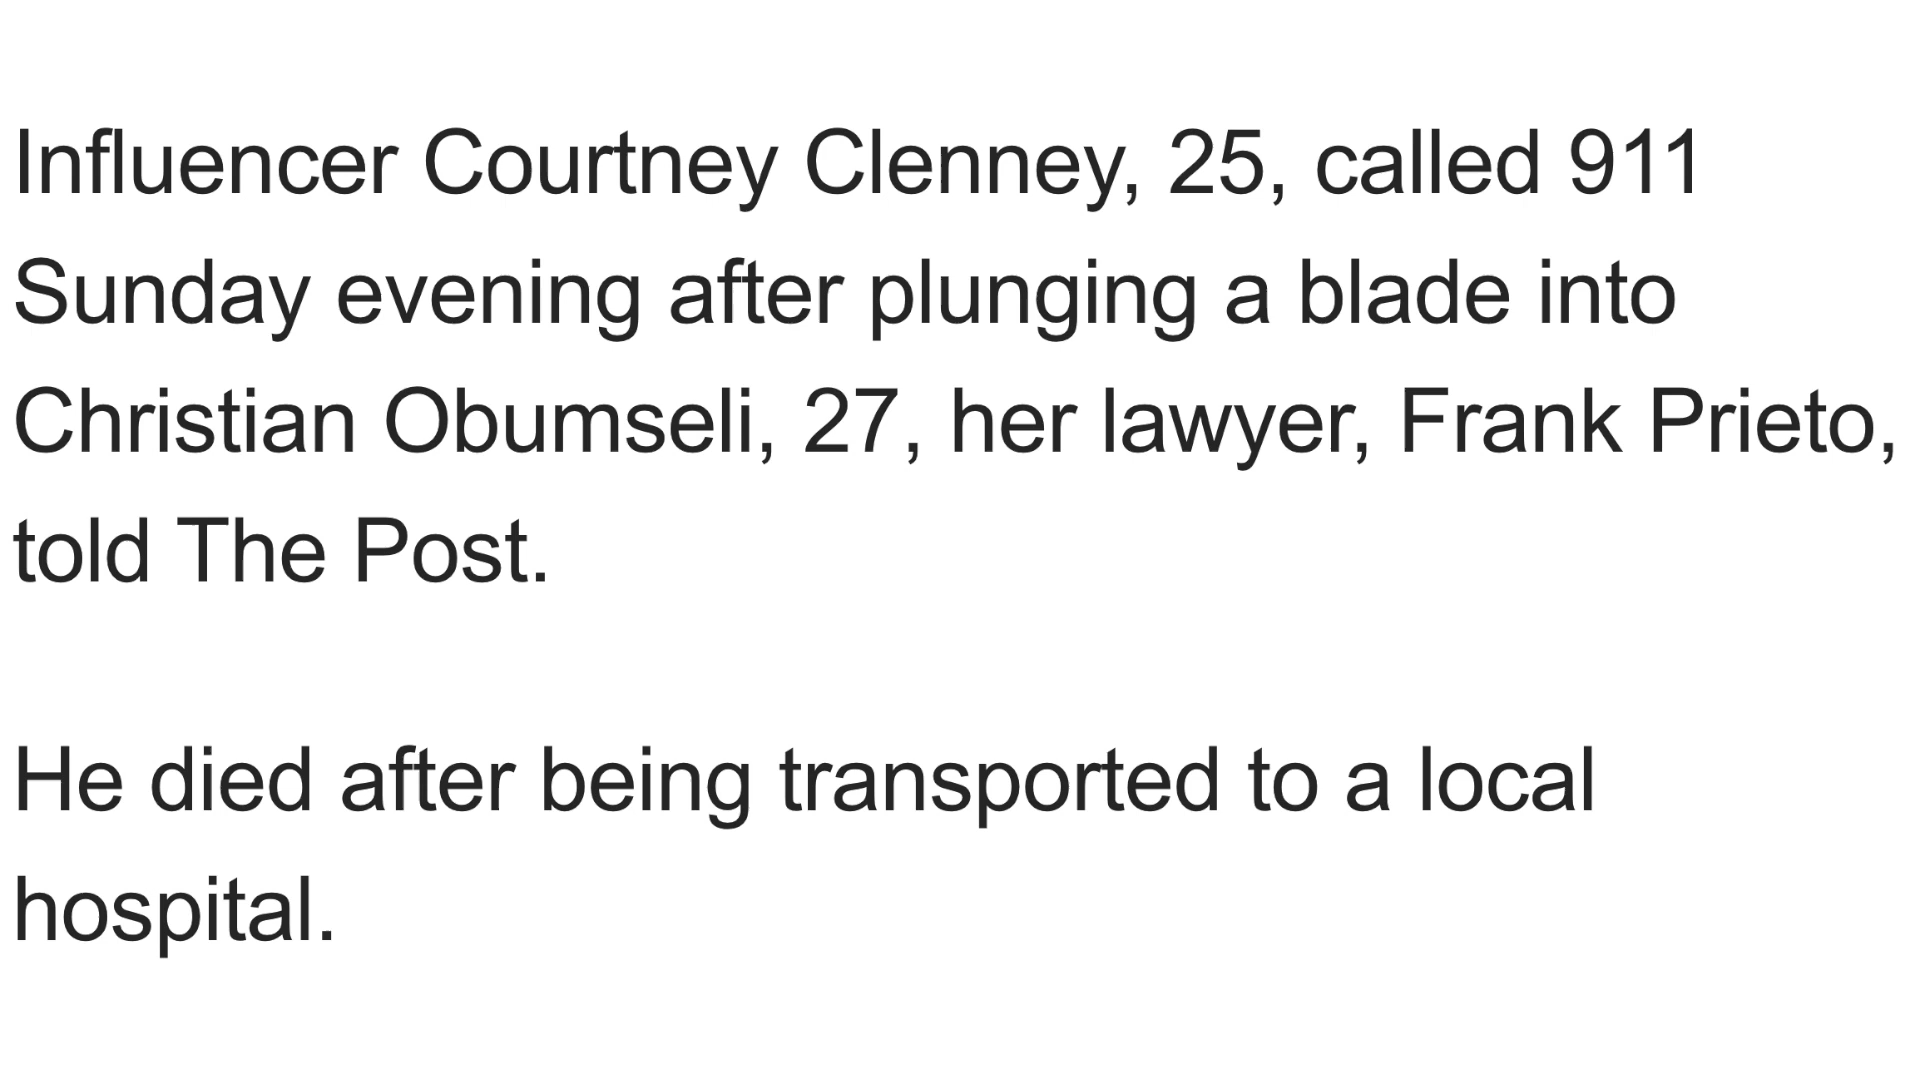 Influencer Courtney Clenney, 25, called 911
Sunday evening after plunging a blade into
Christian Obumseli, 27, her lawyer, Frank Prieto,
told The Post.
He died after being transported to a local
hospital.